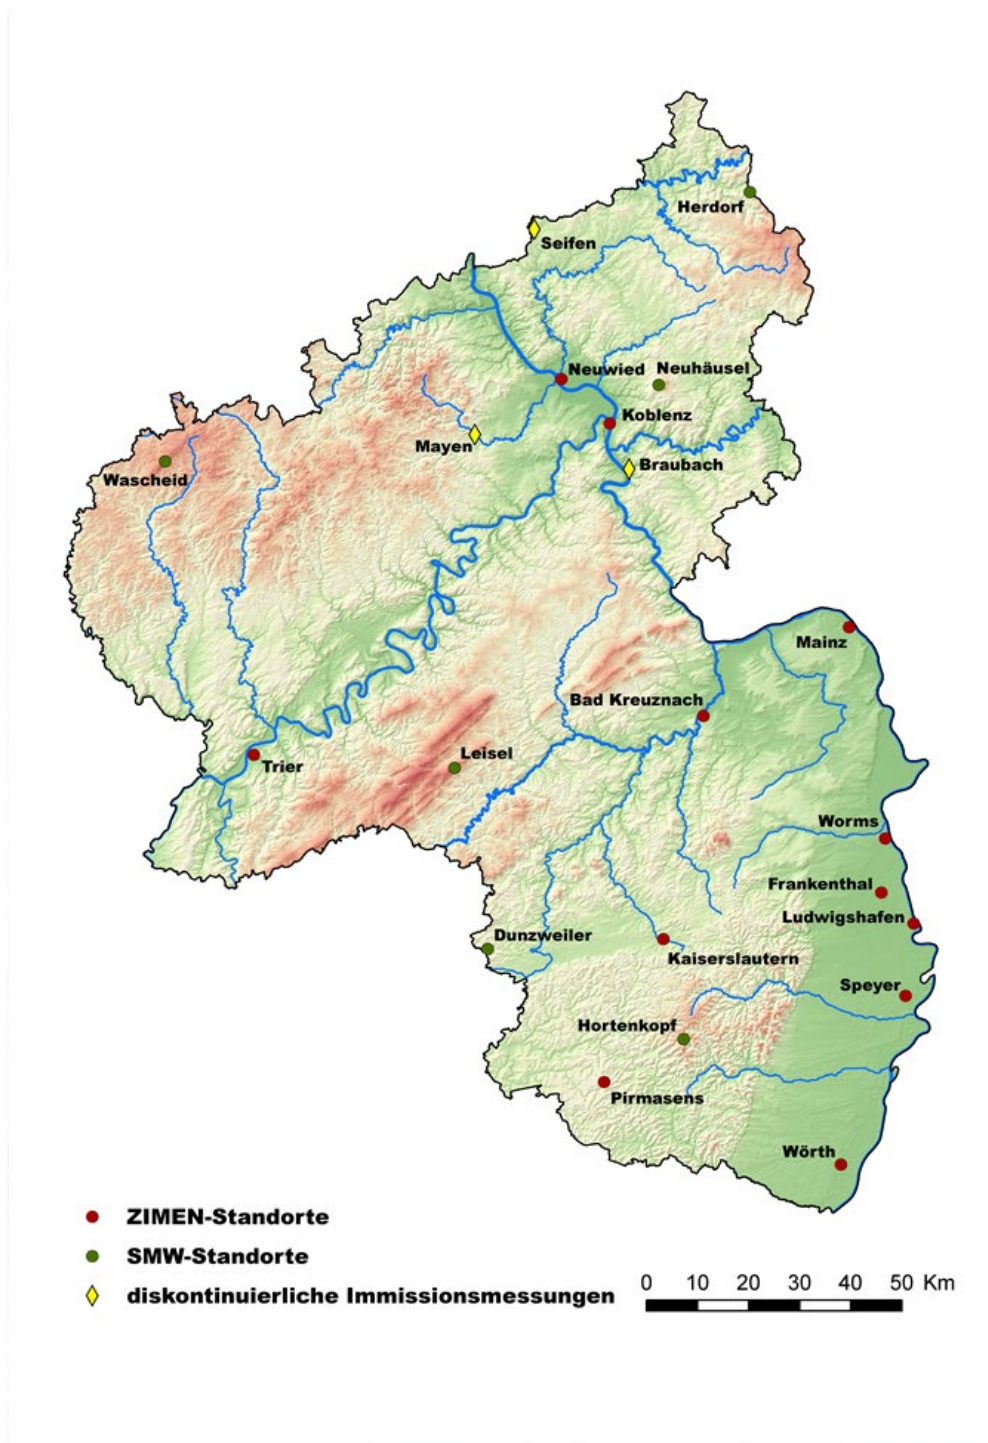 Herdorf
Seifen
Neuwied
Neuhäusel
Koblenz
Mayen
Braubach
Wascheid
Mainz
Bad Kreuznach
Leisel
Trier
Worms
Frankenthal
Ludwigshafen
Dunzweiler
Kaiserslautern
Speyer
Hortenkopf
Pirmasens
Wörth
ZIMEN-Standorte
SMW-Standorte
diskontinuierliche Immissionsmessungen
0 10 20 30 40 50 Km